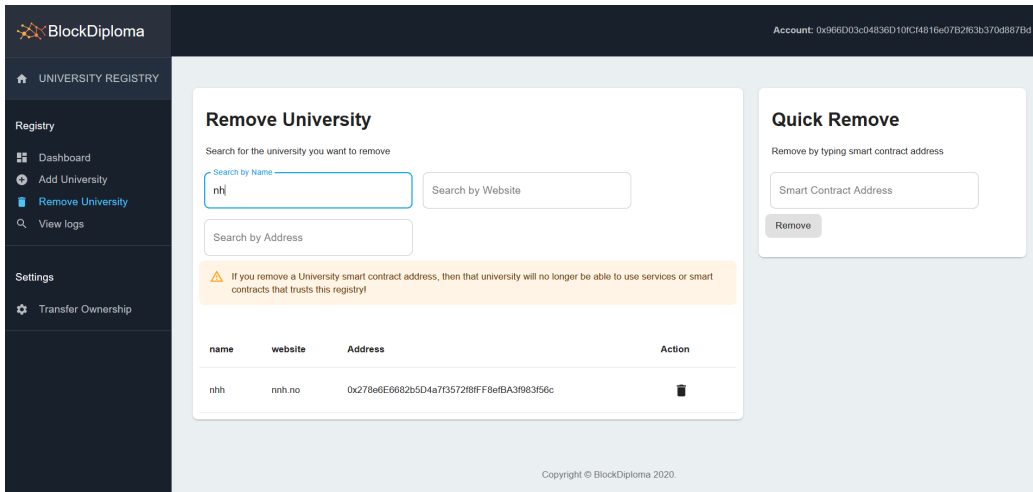 BlockDiploma
Account: 0x966D03c04836D10fCf4816e07B2f63b370d887Bd
UNIVERSITY REGISTRY
Registry
Dashboard
Add University
Remove University
View logs
Settings
Transfer Ownership
Remove University
Search for the university you want to remove
Search by Name
nh
Search by Website
Search by Address
If you remove a University smart contract address, then that university will no longer be able to use services or smart
contracts that trusts this registry!
name website Address Action
nhh nnh.no 0x278e6E6682b5D4a7f3572f8fFF8efBA3f983f56c
Quick Remove
Remove by typing smart contract address
Smart Contract Address
Remove
Copyright © BlockDiploma 2020.